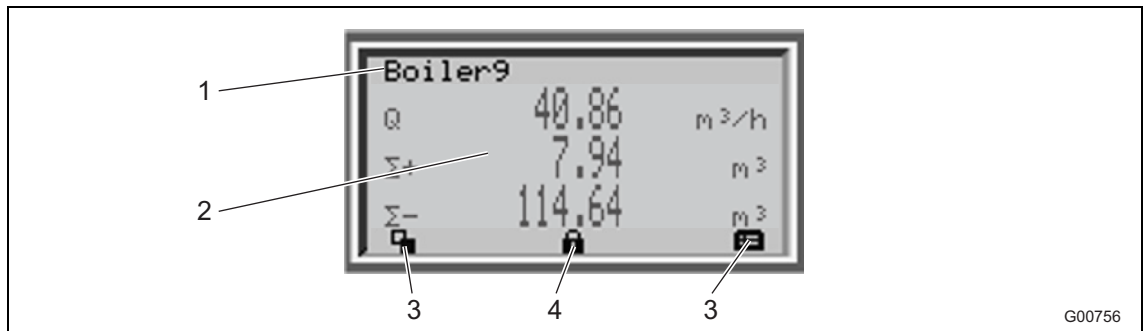 1
Boiler9
Q 40.86 m³/h
2
Σ+ 7.94 m³
Σ- 114.64 m³
3 4 3
G00756